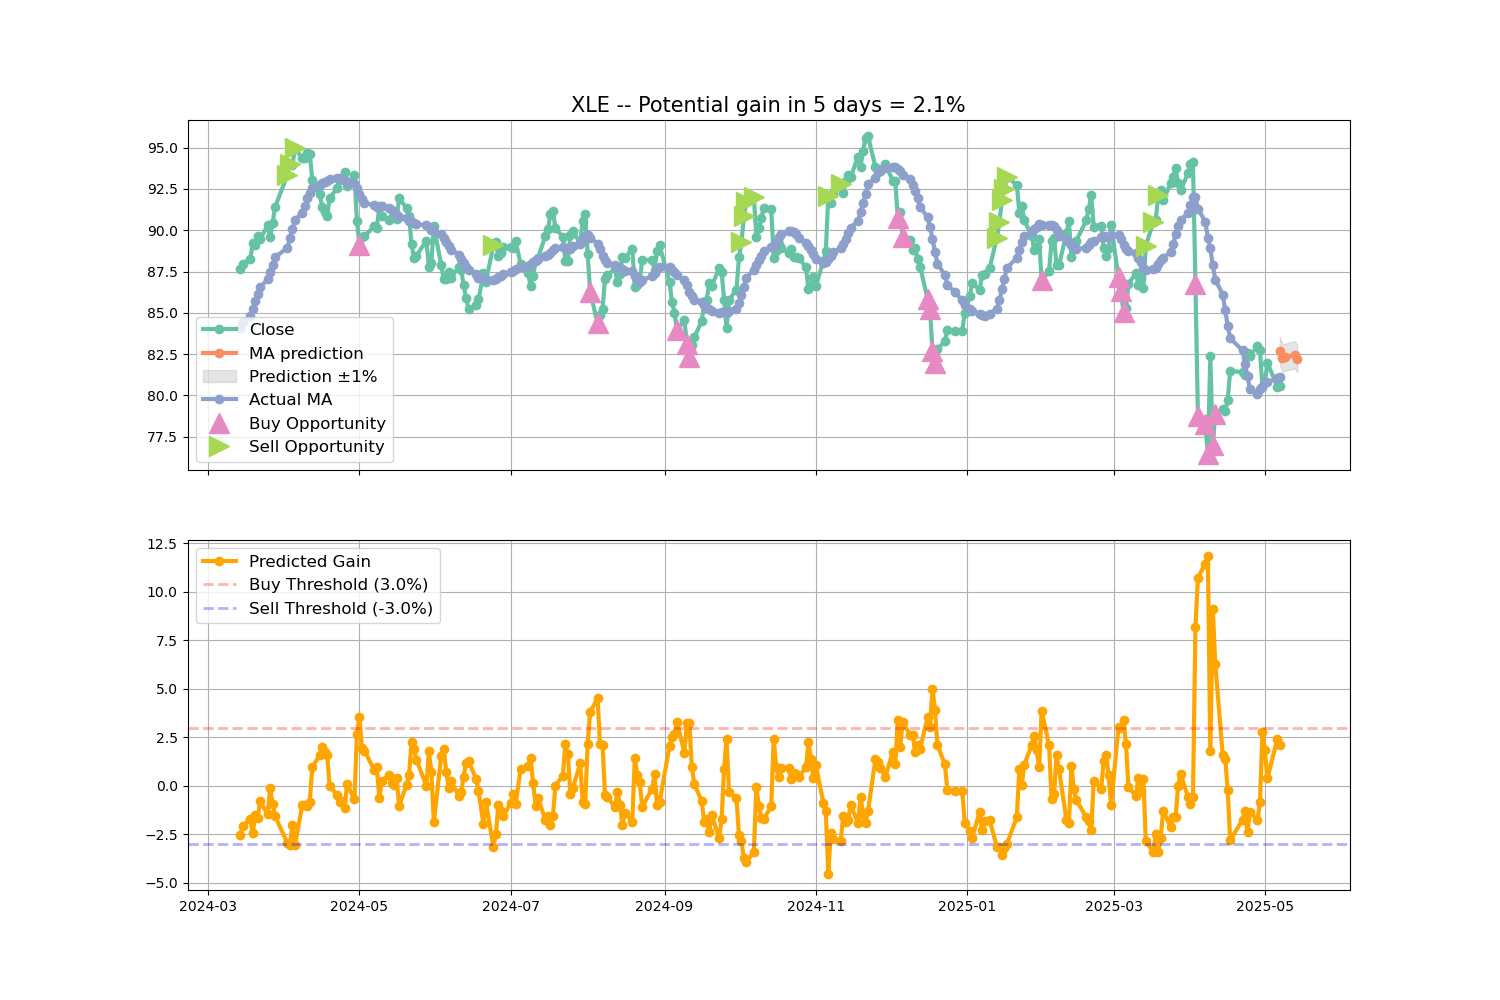 XLE -- Potential gain in 5 days = 2.1%
95.0
92.5
90.0
87.5
85.0
82.5
80.0
77.5
Close
MA prediction
Prediction ±1%
Actual MA
Buy Opportunity
Sell Opportunity
12.5
10.0
7.5
5.0
2.5
0.0
−2.5
−5.0
Predicted Gain
Buy Threshold (3.0%)
Sell Threshold (-3.0%)
2024-03
2024-05
2024-07
2024-09
2024-11
2025-01
2025-03
2025-05